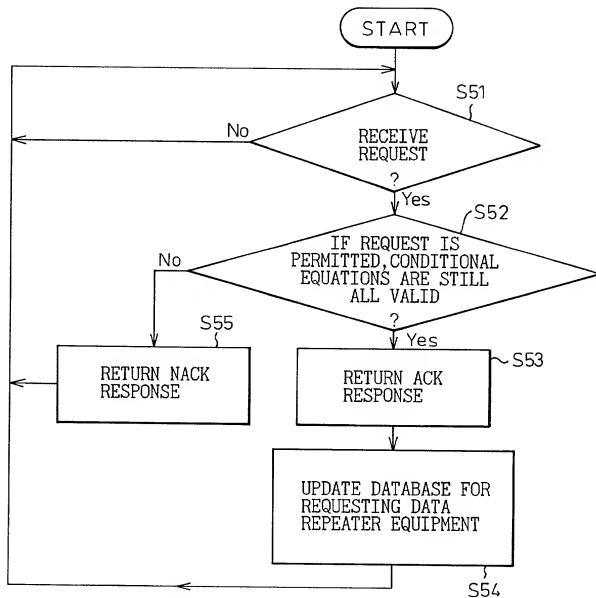 START
S51
No
RECEIVE
REQUEST
?
Yes
S52
No
IF REQUEST IS
PERMITTED, CONDITIONAL
EQUATIONS ARE STILL
ALL VALID
?
Yes
S55
RETURN NACK
RESPONSE
S53
RETURN ACK
RESPONSE
UPDATE DATABASE FOR
REQUESTING DATA
REPEATER EQUIPMENT
S54